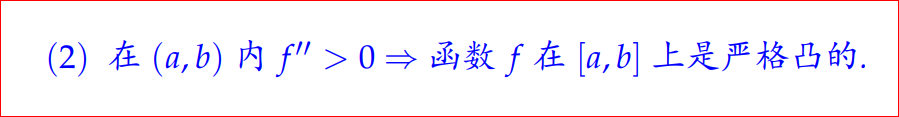 (2) 在 (a, b) 内 f″ > 0 ⇒ 函数 f 在 [a, b] 上是严格凸的.